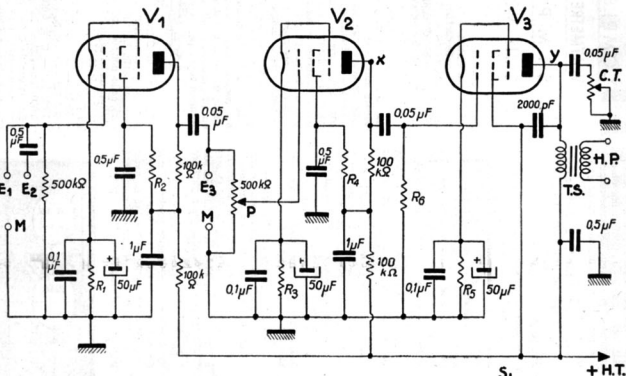 V1
V2
V3
x
y
0,05 µF
C.T.
0,5 µF
E1
E2
M
500kΩ
0,5µF
R2
0,05 µF
100k Ω
E3
M
500kΩ
P
0,5 µF
R4
0,05 µF
100 kΩ
R6
2000 pF
H.P.
T.S.
0,1 µF
R1
50µF
1µF
100k Ω
0,1µF
R3
50µF
1µF
100 kΩ
0,1µF
R5
50µF
0,5µF
S1
+ H.T.